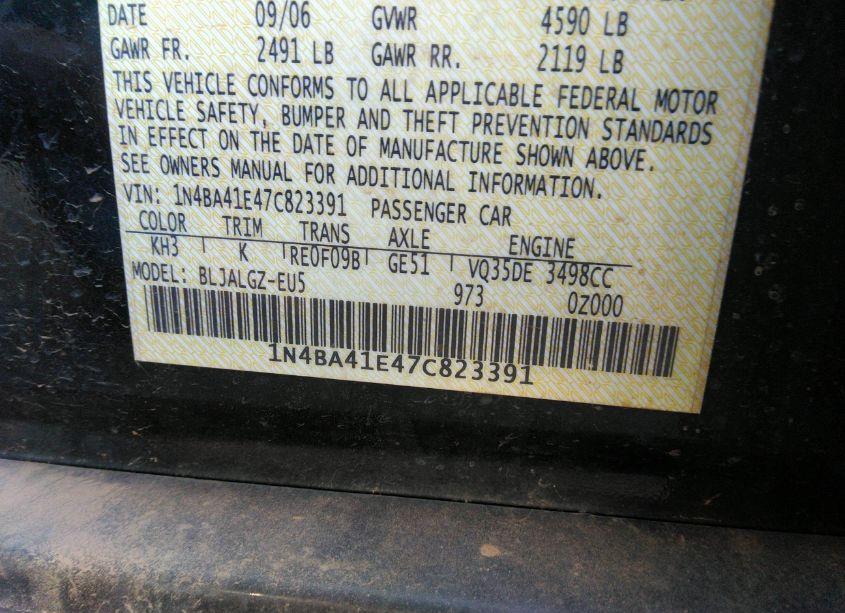 DATE 09/06 GVWR 4590 LB
GAWR FR. 2491 LB GAWR RR. 2119 LB
THIS VEHICLE CONFORMS TO ALL APPLICABLE FEDERAL MOTOR
VEHICLE SAFETY, BUMPER AND THEFT PREVENTION STANDARDS
IN EFFECT ON THE DATE OF MANUFACTURE SHOWN ABOVE.
SEE OWNERS MANUAL FOR ADDITIONAL INFORMATION.
VIN: 1N4BA41E47C823391 PASSENGER CAR
COLOR TRIM TRANS AXLE ENGINE
KH3 K RE0F09B GE51 VQ35DE 3498CC
MODEL: BLJALGZ-EU5 973 0Z000
1N4BA41E47C823391